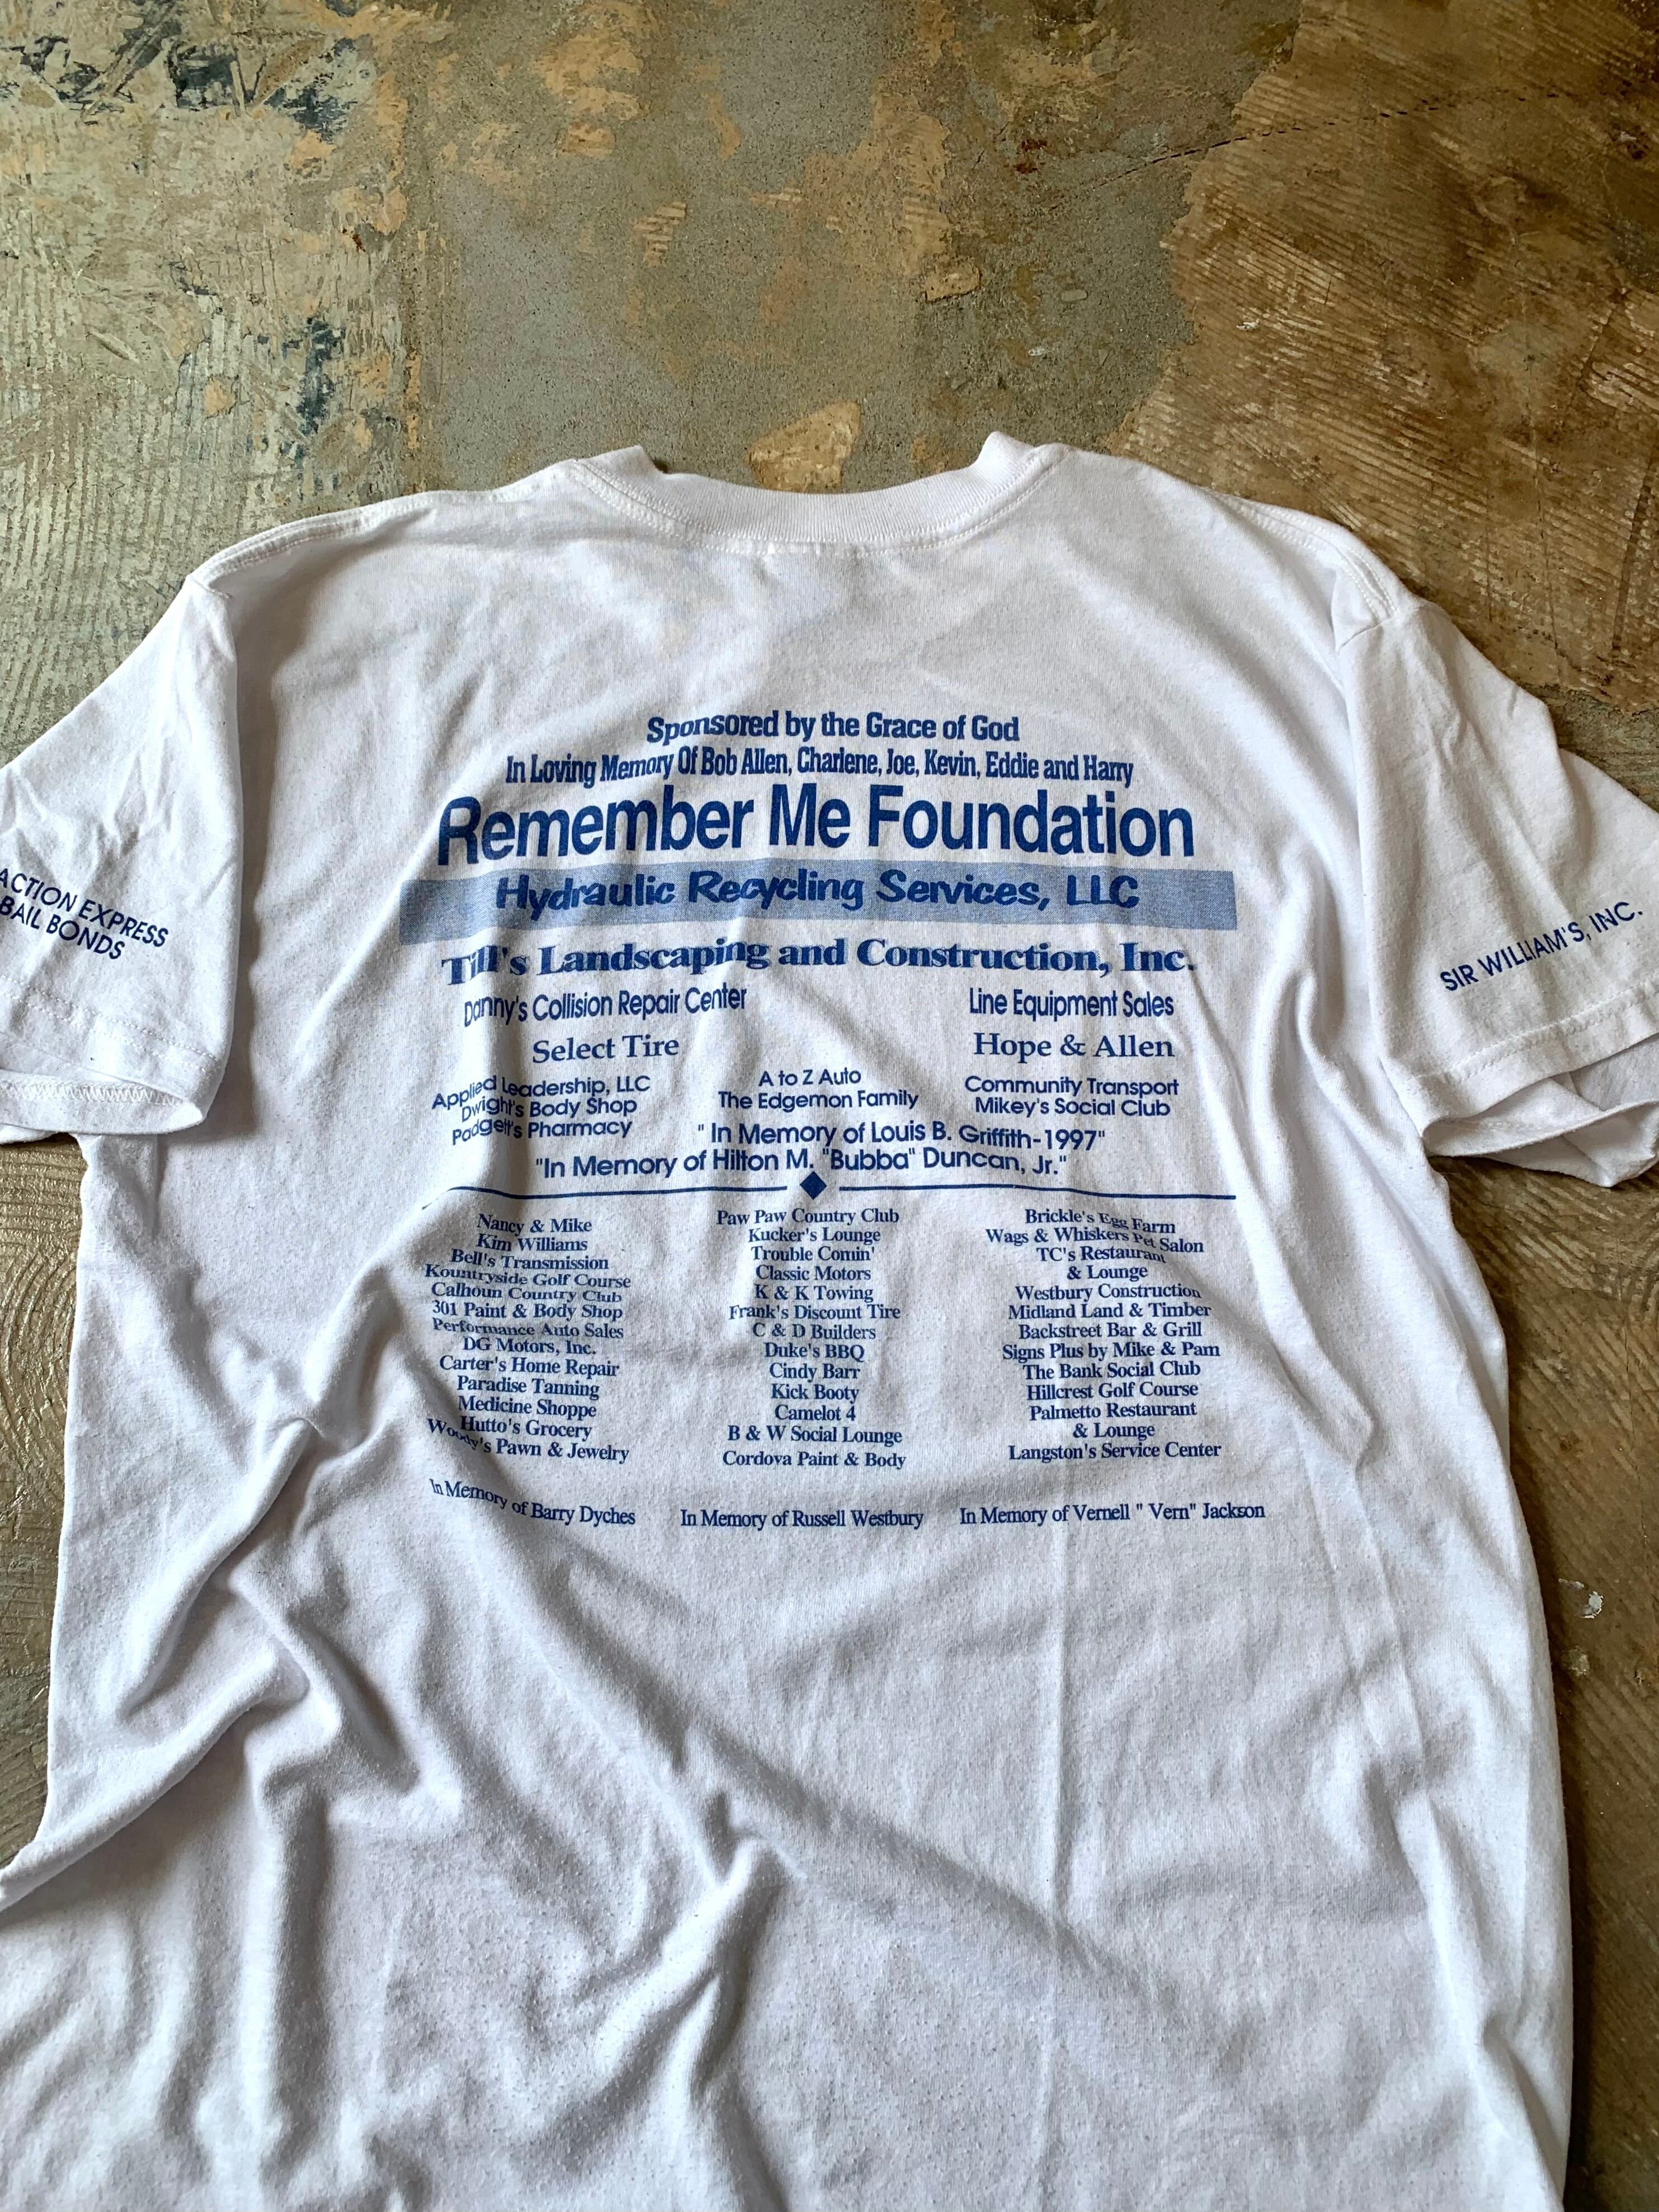 Sponsored by the Grace of God
In Loving Memory Of Bob Allen, Charlene, Joe, Kevin, Eddie and Harry
Remember Me Foundation
Hydraulic Recycling Services, LLC
ACTION EXPRESS
BAIL BONDS
SIR WILLIAM'S, INC.
Till's Landscaping and Construction, Inc.
Danny's Collision Repair Center
Line Equipment Sales
Select Tire
Hope & Allen
Applied Leadership, LLC
Dwight's Body Shop
Padgett's Pharmacy
A to Z Auto
The Edgemon Family
Community Transport
Mikey's Social Club
" In Memory of Louis B. Griffith-1997"
"In Memory of Hilton M. "Bubba" Duncan, Jr."
Nancy & Mike
Kim Williams
Bell's Transmission
Kountryside Golf Course
Calhoun Country Club
301 Paint & Body Shop
Performance Auto Sales
DG Motors, Inc.
Carter's Home Repair
Paradise Tanning
Medicine Shoppe
Hutto's Grocery
Woody's Pawn & Jewelry
Paw Paw Country Club
Kucker's Lounge
Trouble Comin'
Classic Motors
K & K Towing
Frank's Discount Tire
C & D Builders
Duke's BBQ
Cindy Barr
Kick Booty
Camelot 4
B & W Social Lounge
Cordova Paint & Body
Brickle's Egg Farm
Wags & Whiskers Pet Salon
TC's Restaurant
& Lounge
Westbury Construction
Midland Land & Timber
Backstreet Bar & Grill
Signs Plus by Mike & Pam
The Bank Social Club
Hillcrest Golf Course
Palmetto Restaurant
& Lounge
Langston's Service Center
In Memory of Barry Dyches
In Memory of Russell Westbury
In Memory of Vernell " Vern" Jackson